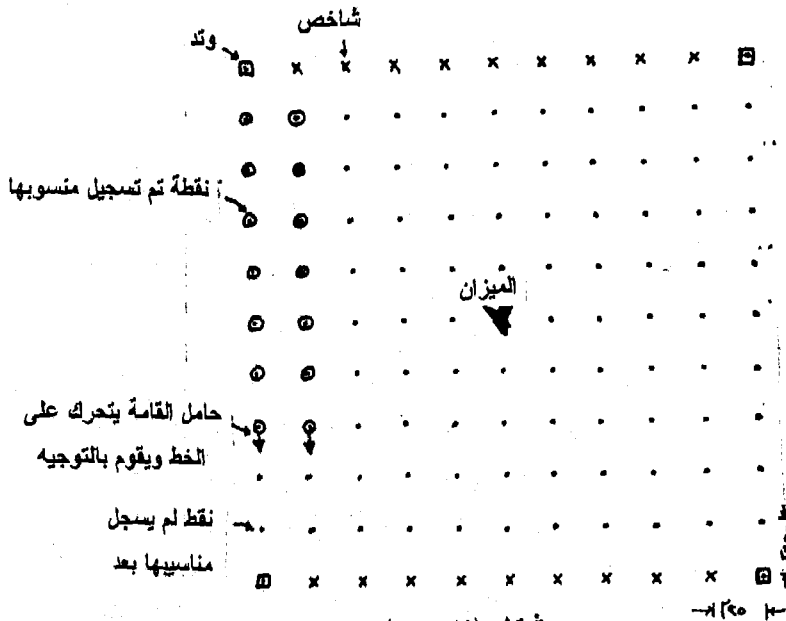 شاخص
وتد
نقطة تم تسجيل منسوبها
الميزان
حامل القامة يتحرك على
الخط ويقوم بالتوجيه
نقط لم يسجل
مناسيبها بعد